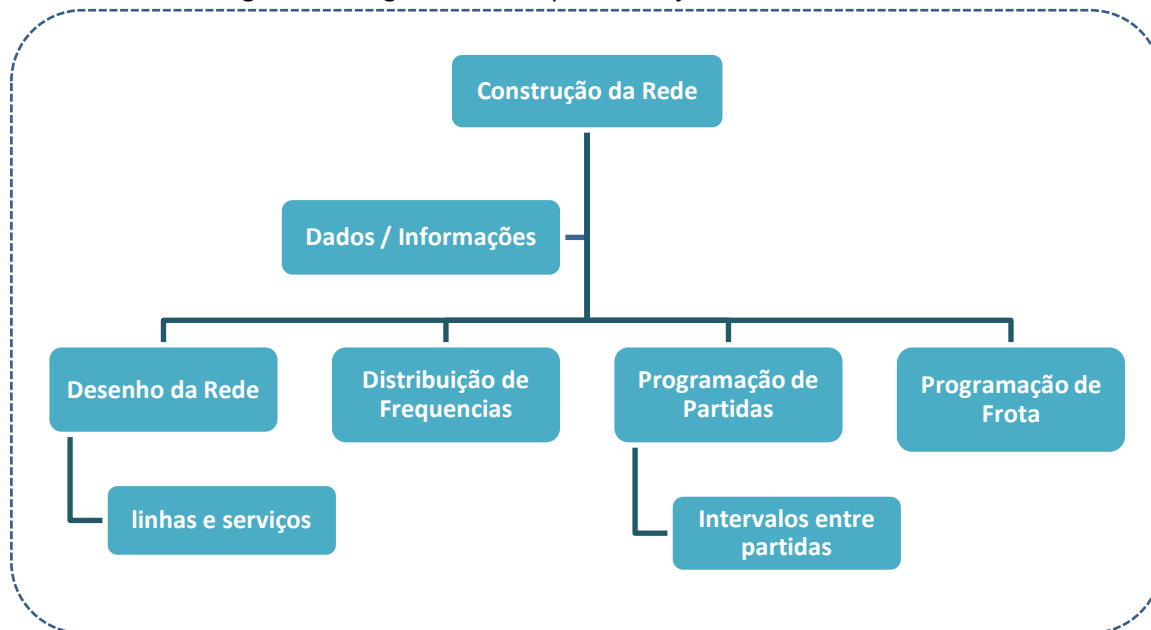 Construção da Rede
Dados / Informações
Desenho da Rede
Distribuição de
Frequencias
Programação de
Partidas
Programação de
Frota
linhas e serviços
Intervalos entre
partidas